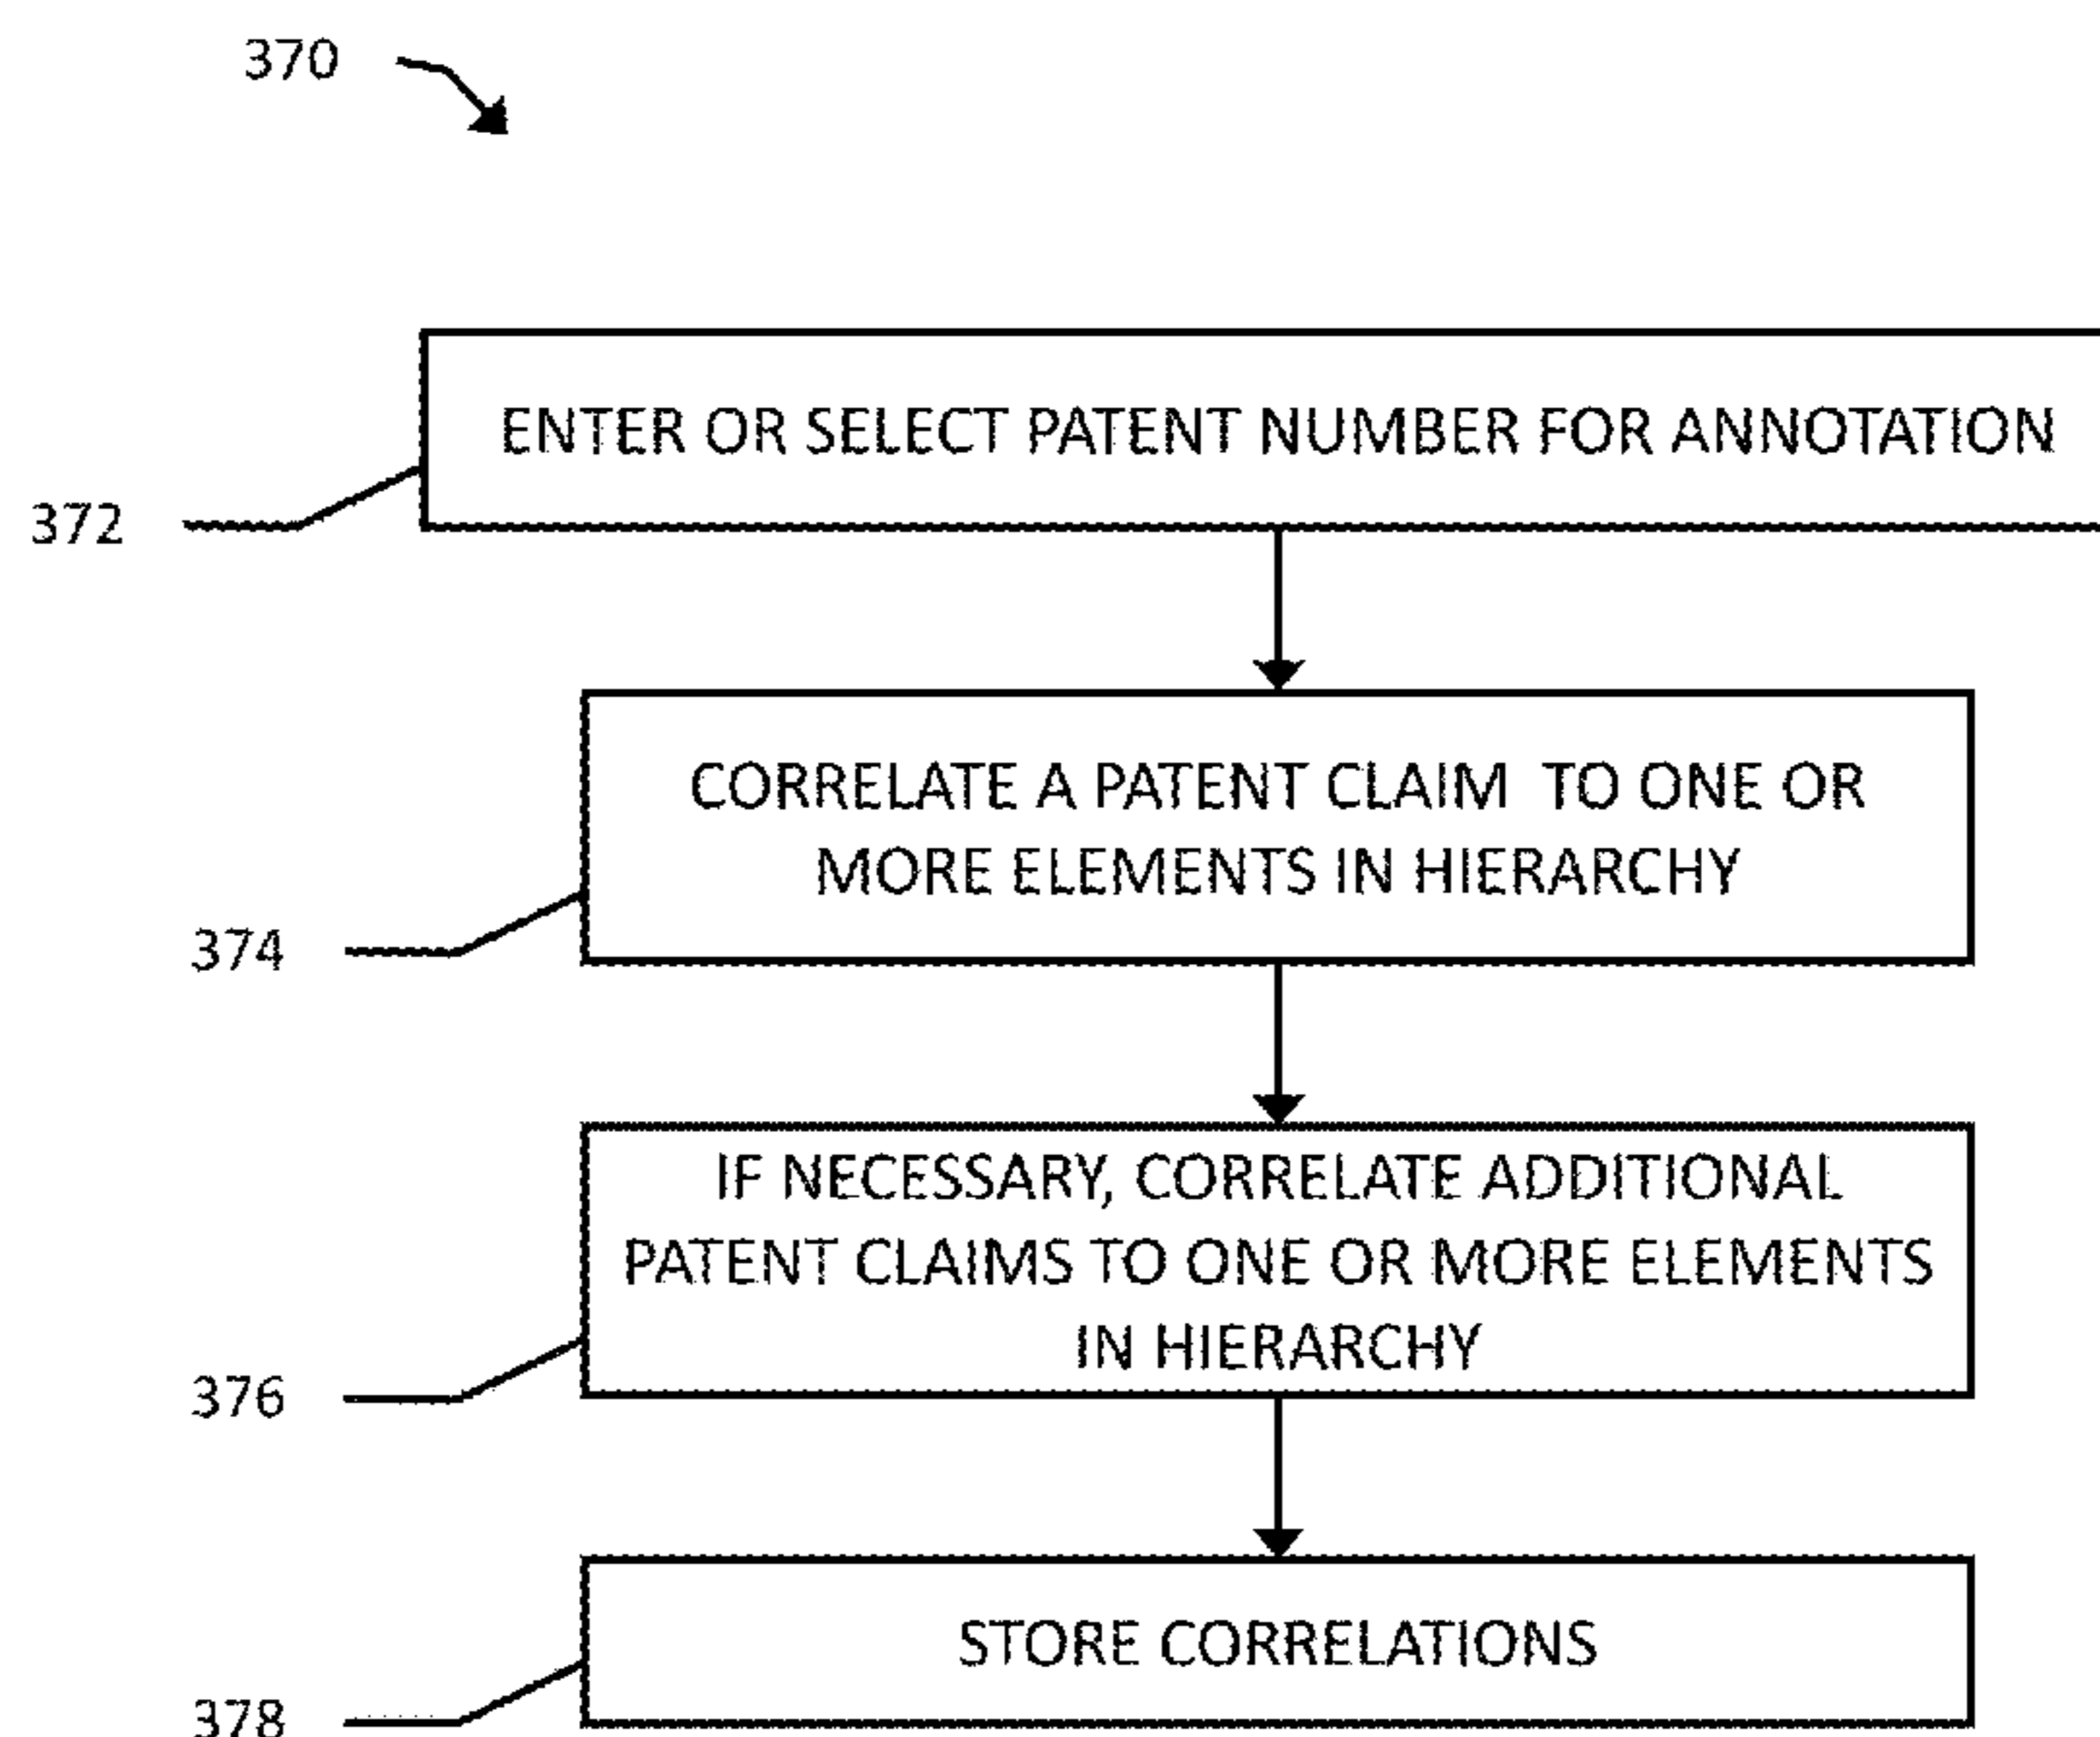 370
ENTER OR SELECT PATENT NUMBER FOR ANNOTATION
372
CORRELATE A PATENT CLAIM TO ONE OR
MORE ELEMENTS IN HIERARCHY
374
IF NECESSARY, CORRELATE ADDITIONAL
PATENT CLAIMS TO ONE OR MORE ELEMENTS
IN HIERARCHY
376
STORE CORRELATIONS
378